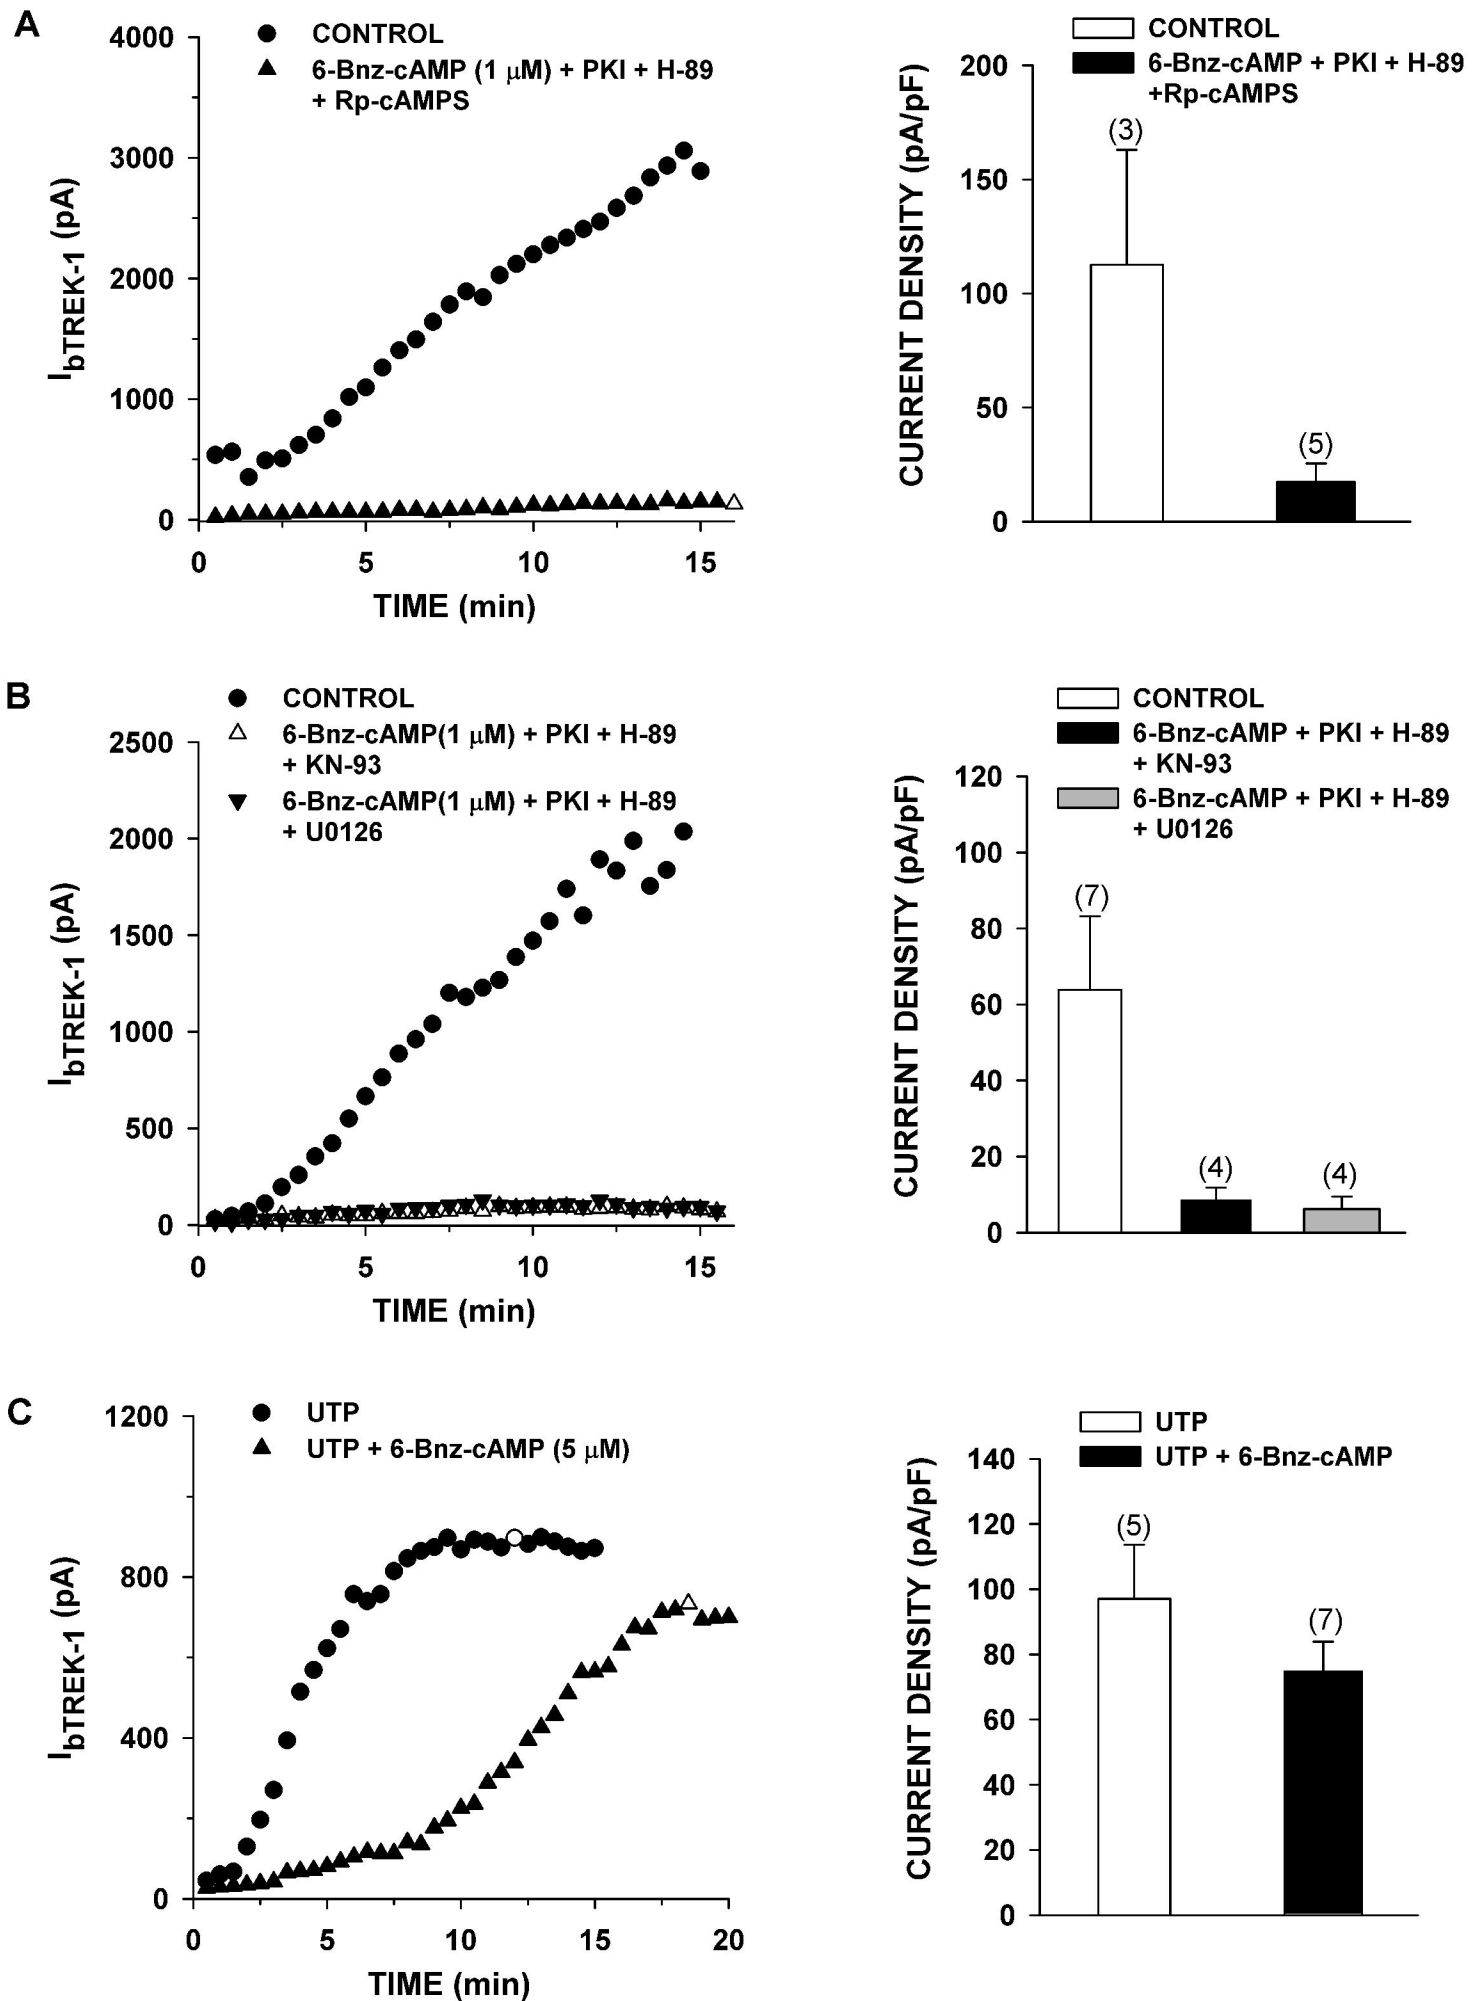 A
CONTROL
6-Bnz-cAMP (1 μM) + PKI + H-89
+ Rp-cAMPS
4000
3000
2000
1000
0
IbTREK-1 (pA)
0 5 10 15
TIME (min)
CONTROL
6-Bnz-cAMP + PKI + H-89
+Rp-cAMPS
200
150
100
50
0
CURRENT DENSITY (pA/pF)
(3)
(5)
B
CONTROL
6-Bnz-cAMP(1 μM) + PKI + H-89
+ KN-93
6-Bnz-cAMP(1 μM) + PKI + H-89
+ U0126
2500
2000
1500
1000
500
0
IbTREK-1 (pA)
0 5 10 15
TIME (min)
CONTROL
6-Bnz-cAMP + PKI + H-89
+ KN-93
6-Bnz-cAMP + PKI + H-89
+ U0126
120
100
80
60
40
20
0
CURRENT DENSITY (pA/pF)
(7)
(4)
(4)
C
UTP
UTP + 6-Bnz-cAMP (5 μM)
1200
800
400
0
IbTREK-1 (pA)
0 5 10 15 20
TIME (min)
UTP
UTP + 6-Bnz-cAMP
140
120
100
80
60
40
20
0
CURRENT DENSITY (pA/pF)
(5)
(7)